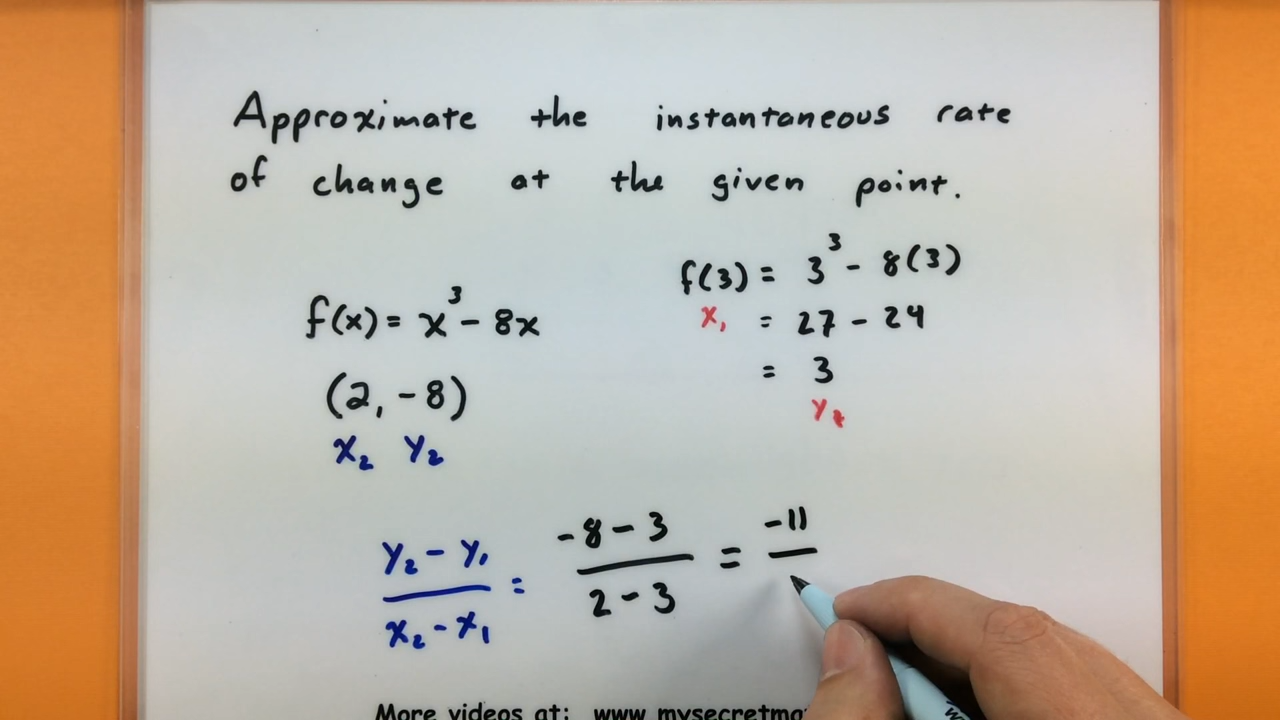 Approximate the instantaneous rate
of change at the given point.
f(x) = x³ - 8x
(2, -8)
x₂ y₂
f(3) = 3³ - 8(3)
x₁ = 27 - 24
= 3
y
y₂ - y₁ / x₂ - x₁ = -8 - 3 / 2 - 3 = -11 /
More videos at: www mysecretma